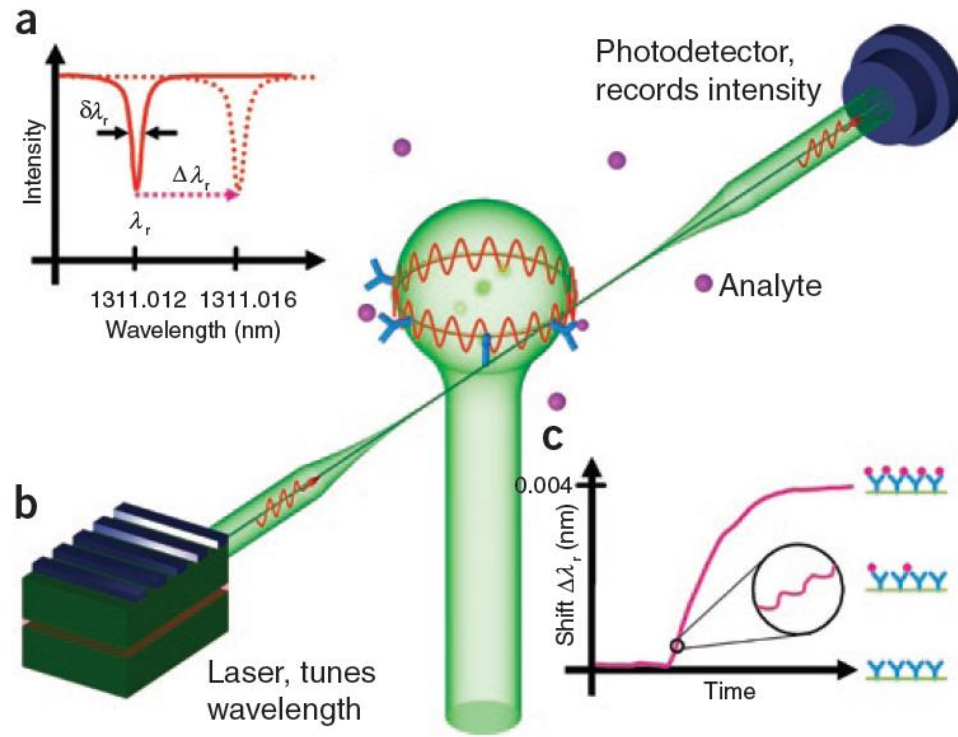 a
Intensity
δλr
Δλr
λr
1311.012 1311.016
Wavelength (nm)
Photodetector,
records intensity
Analyte
b
Laser, tunes
wavelength
c
0.004
Shift Δλr (nm)
Time